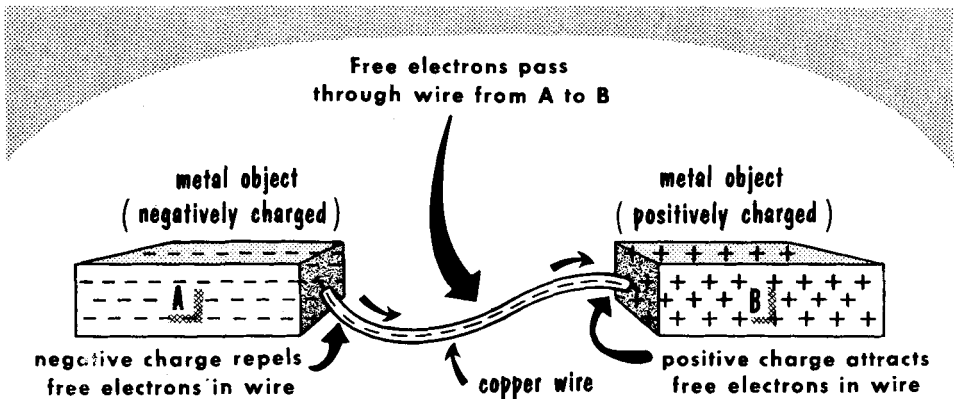 Free electrons pass
through wire from A to B
metal object
(negatively charged)
metal object
(positively charged)
A
B
negative charge repels
free electrons in wire
copper wire
positive charge attracts
free electrons in wire